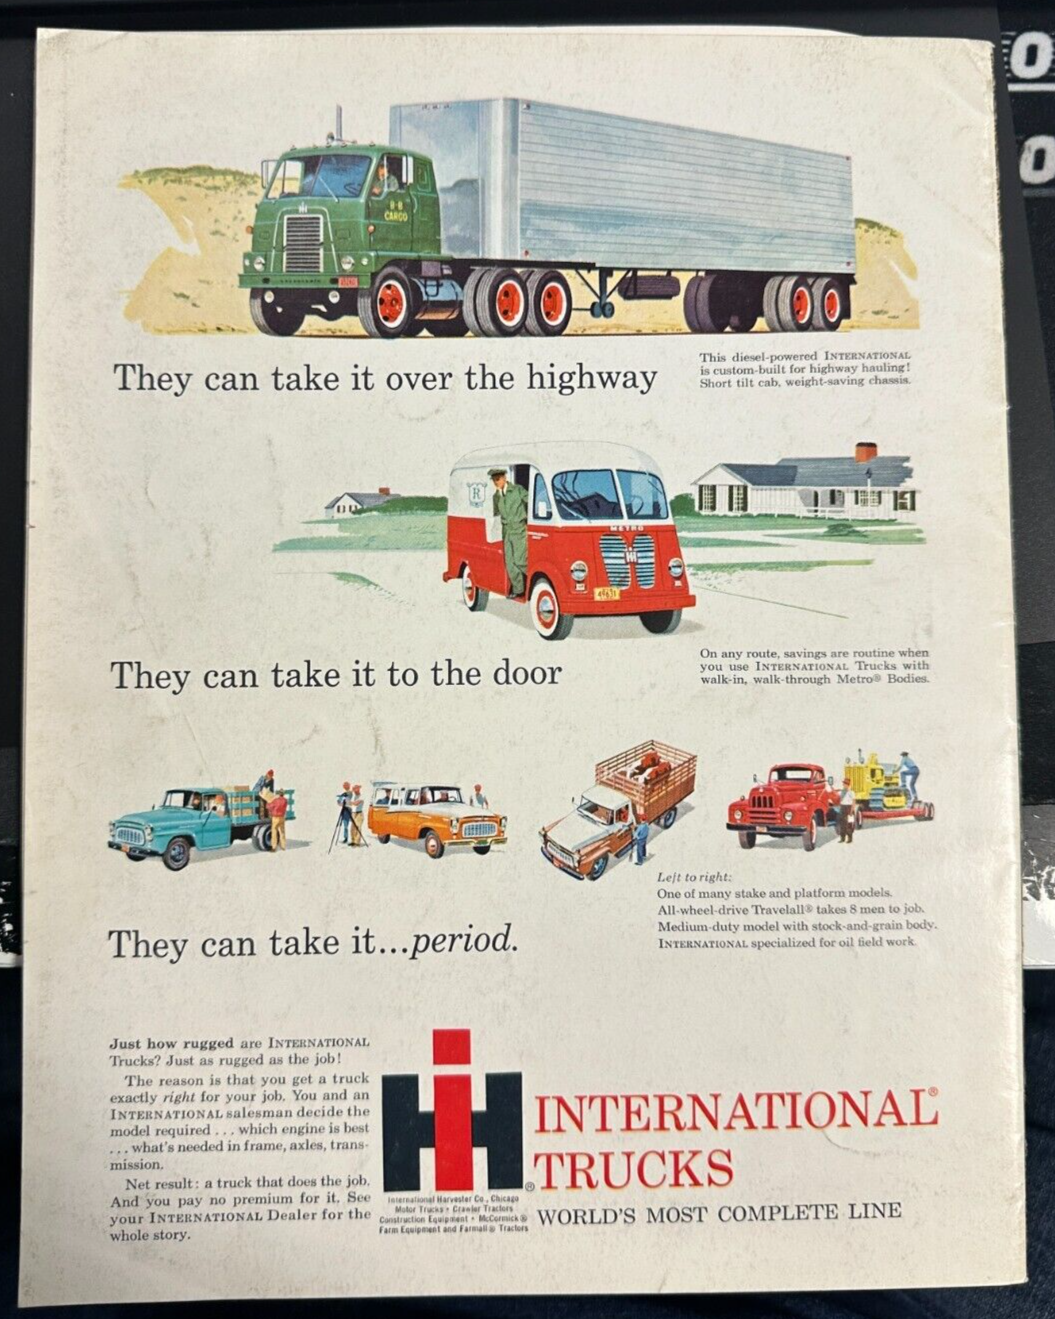 B-B
CARGO
They can take it over the highway
This diesel-powered INTERNATIONAL
is custom-built for highway hauling!
Short tilt cab, weight-saving chassis.
R
METRO
They can take it to the door
On any route, savings are routine when
you use INTERNATIONAL Trucks with
walk-in, walk-through Metro® Bodies.
Left to right:
One of many stake and platform models.
All-wheel-drive Travelall® takes 8 men to job.
Medium-duty model with stock-and-grain body.
INTERNATIONAL specialized for oil field work.
They can take it...period.
Just how rugged are INTERNATIONAL
Trucks? Just as rugged as the job!
The reason is that you get a truck
exactly right for your job. You and an
INTERNATIONAL salesman decide the
model required . . . which engine is best
. . . what's needed in frame, axles, trans-
mission.
Net result: a truck that does the job.
And you pay no premium for it. See
your INTERNATIONAL Dealer for the
whole story.
IH®
International Harvester Co., Chicago
Motor Trucks • Crawler Tractors
Construction Equipment • McCormick®
Farm Equipment and Farmall® Tractors
INTERNATIONAL®
TRUCKS
WORLD'S MOST COMPLETE LINE